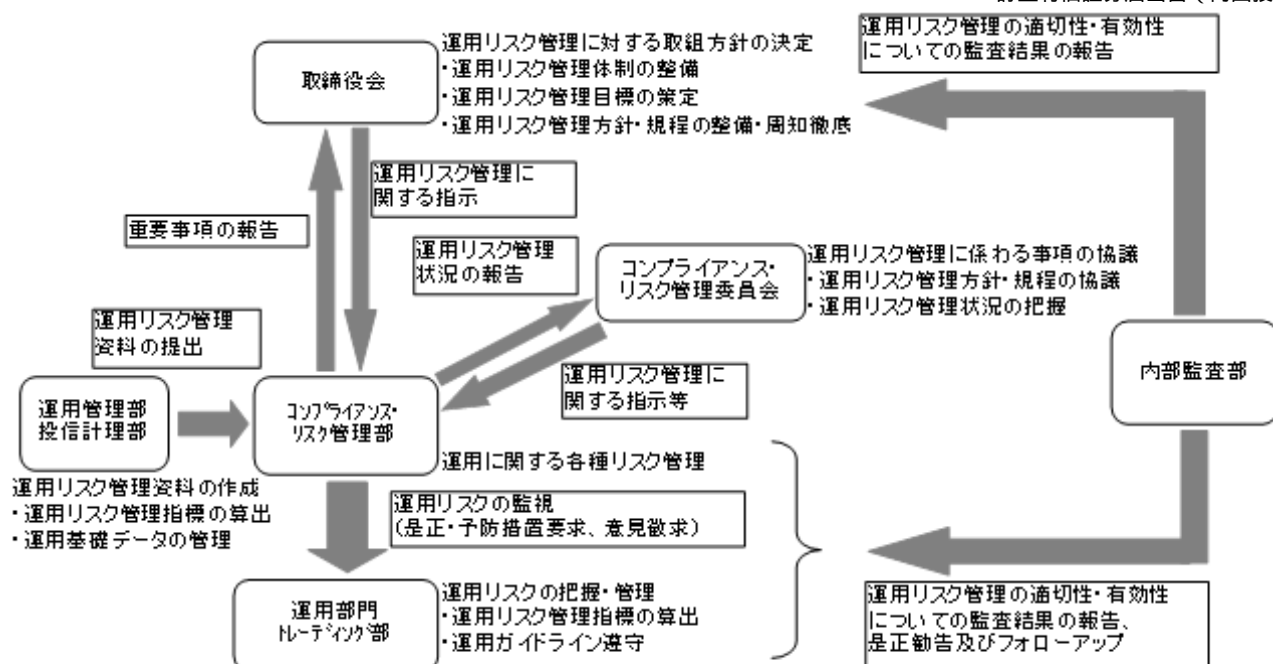 運用リスク管理に対する取組方針の決定
・運用リスク管理体制の整備
・運用リスク管理目標の策定
・運用リスク管理方針・規程の整備・周知徹底
取締役会
運用リスク管理の適切性・有効性
についての監査結果の報告
運用リスク管理に
関する指示
重要事項の報告
運用リスク管理
状況の報告
コンプライアンス・
リスク管理委員会
運用リスク管理に係わる事項の協議
・運用リスク管理方針・規程の協議
・運用リスク管理状況の把握
運用リスク管理
資料の提出
運用リスク管理に
関する指示等
内部監査部
運用管理部
投信計理部
コンプライアンス・
リスク管理部
運用に関する各種リスク管理
運用リスク管理資料の作成
・運用リスク管理指標の算出
・運用基礎データの管理
運用リスクの監視
(是正・予防措置要求、意見徴求)
運用部門
トレーディング部
運用リスクの把握・管理
・運用リスク管理指標の算出
・運用ガイドライン遵守
運用リスク管理の適切性・有効性
についての監査結果の報告、
是正勧告及びフォローアップ